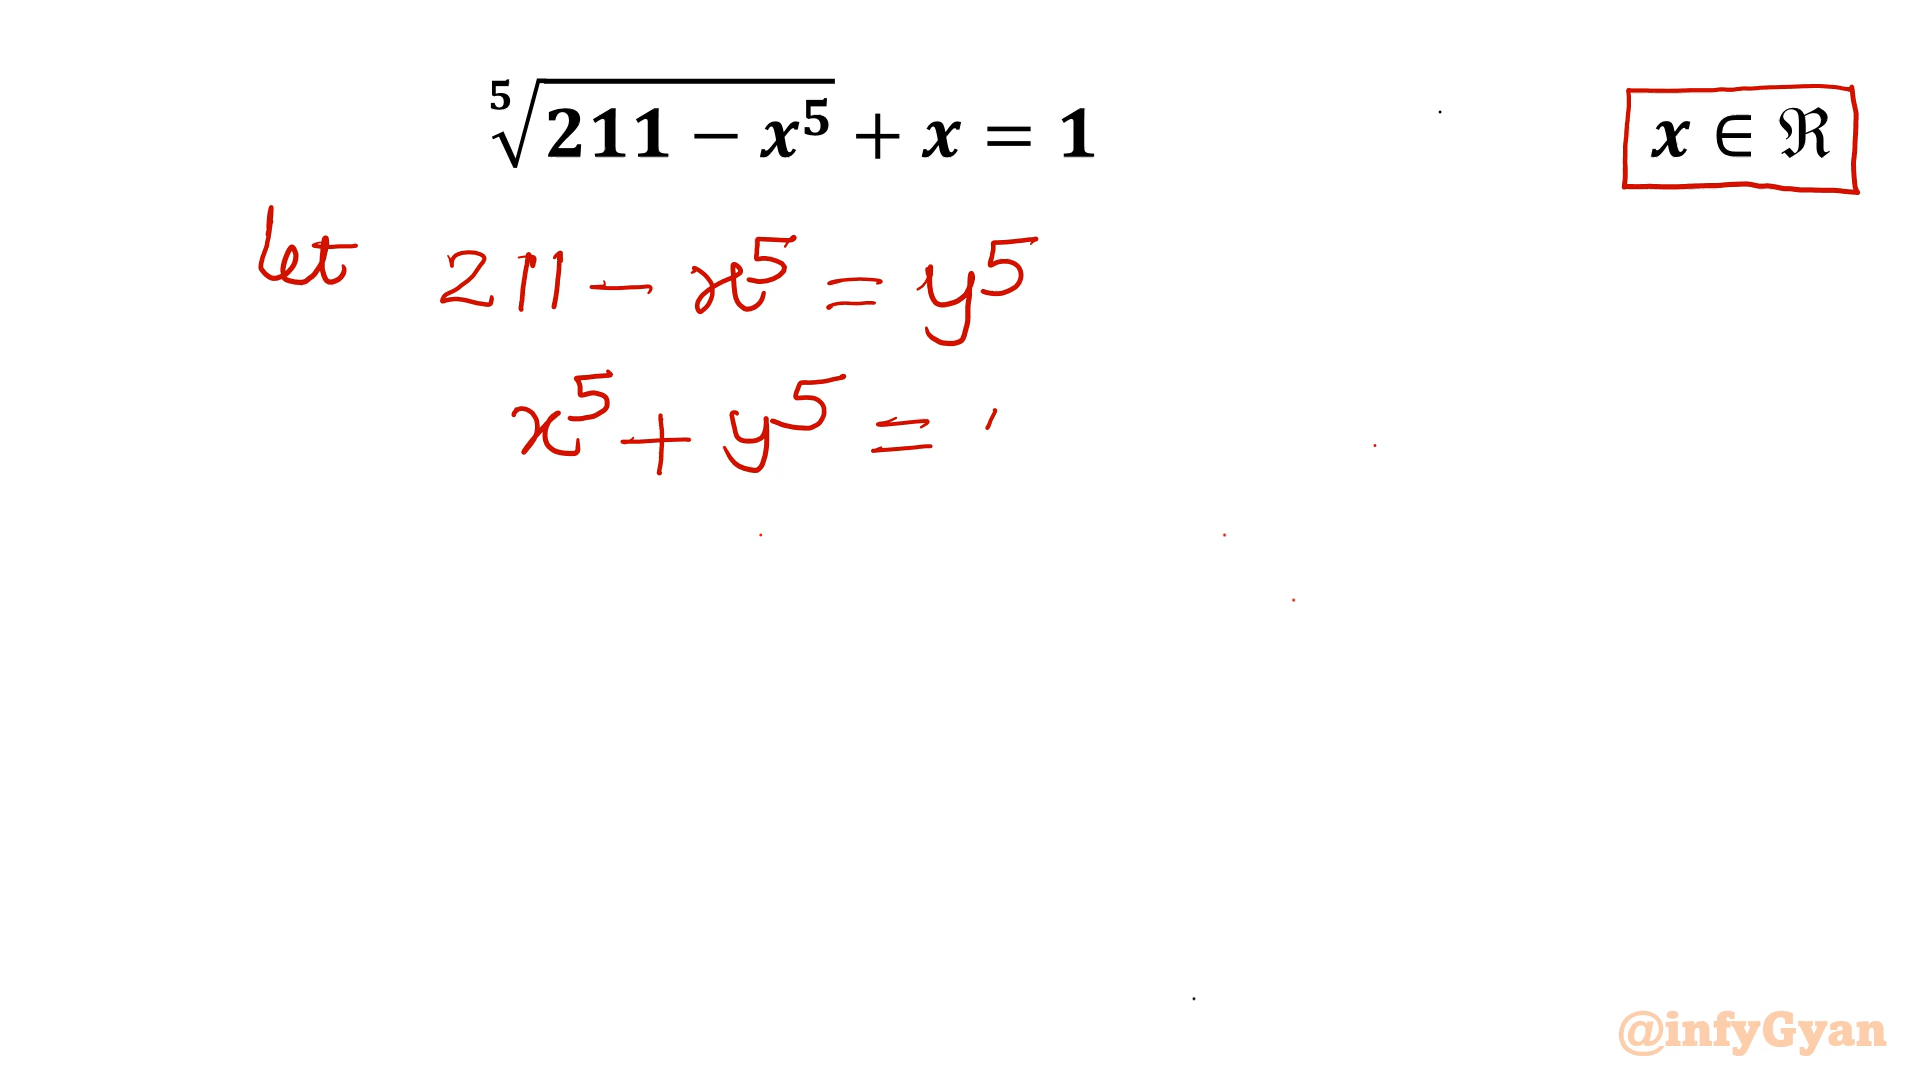 ⁵√(211 − x⁵) + x = 1
x ∈ ℜ
let 211 − x⁵ = y⁵
x⁵ + y⁵ =
@infyGyan